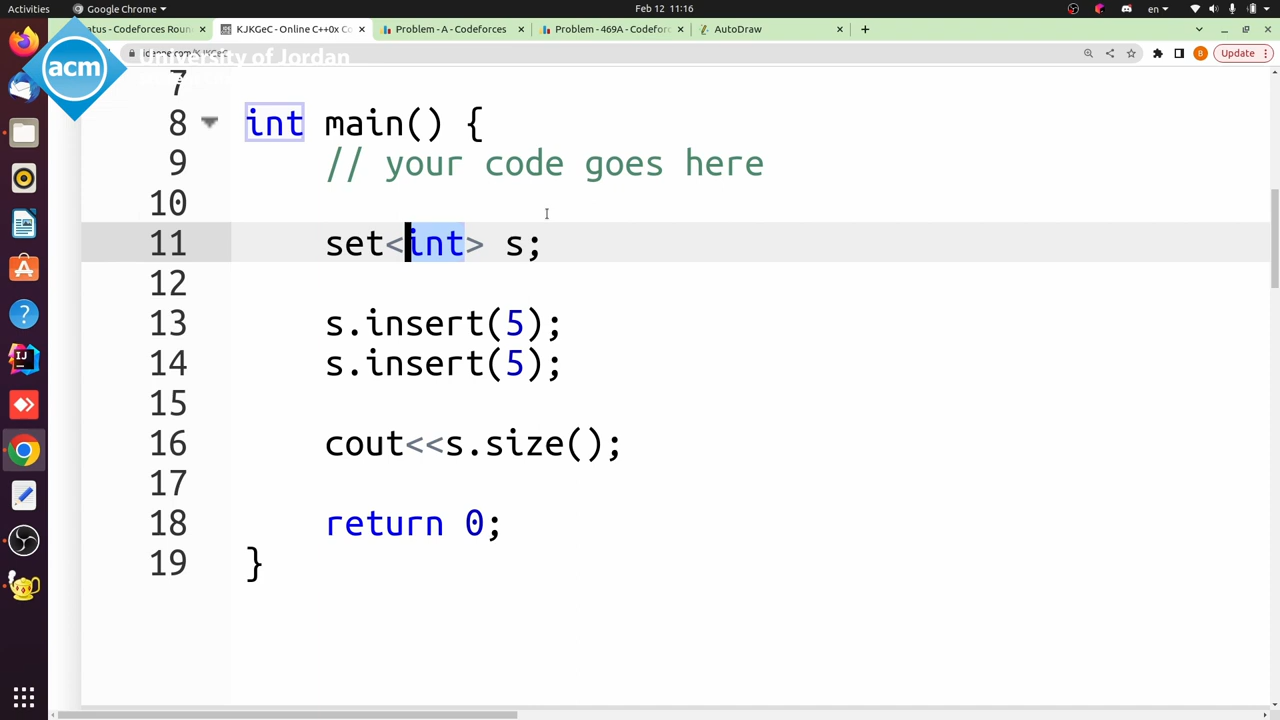 Activities
Google Chrome
Feb 12 11:16
en
Status - Codeforces Roun
KJKGeC - Online C++0x Co
Problem - A - Codeforces
Problem - 469A - Codeforc
AutoDraw
B
Update
acm
University of Jordan
7
8 int main() {
9 // your code goes here
10
11 set<int> s;
12
13 s.insert(5);
14 s.insert(5);
15
16 cout<<s.size();
17
18 return 0;
19 }